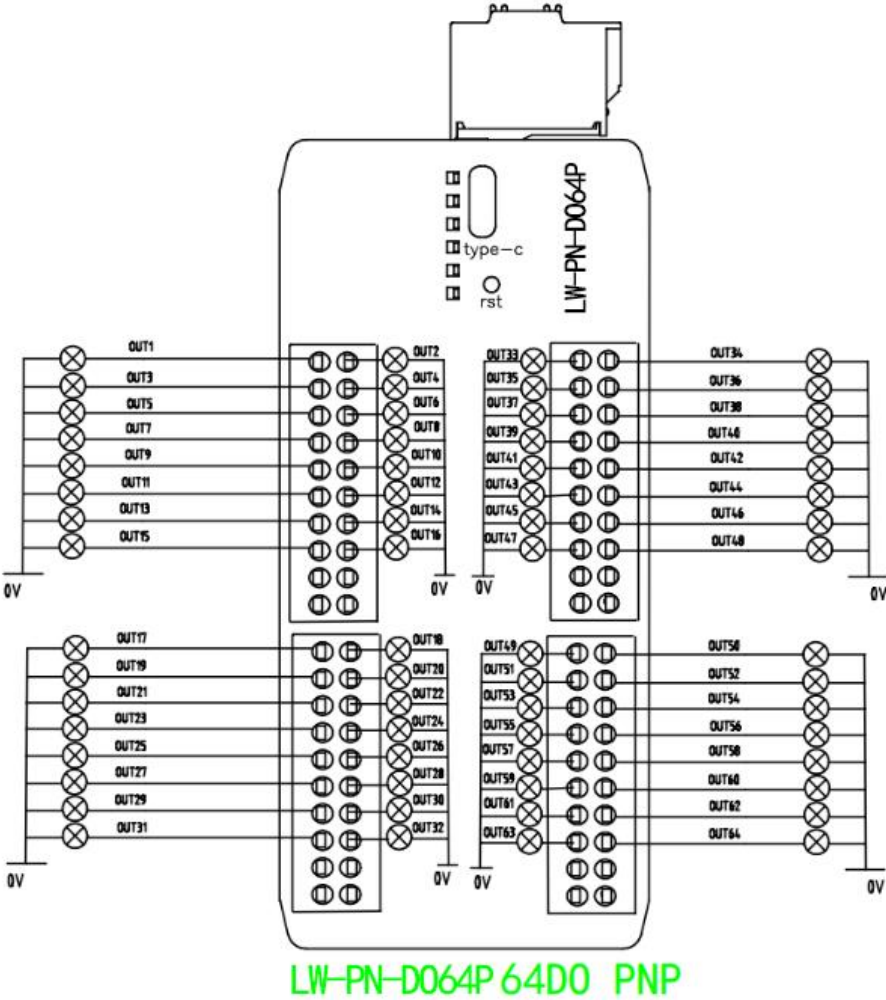 LW-PN-DO64P
type-c
rst
OUT1
OUT2
OUT33
OUT34
OUT3
OUT4
OUT35
OUT36
OUT5
OUT6
OUT37
OUT38
OUT7
OUT8
OUT39
OUT40
OUT9
OUT10
OUT41
OUT42
OUT11
OUT12
OUT43
OUT44
OUT13
OUT14
OUT45
OUT46
OUT15
OUT16
OUT47
OUT48
0V
0V
0V
0V
OUT17
OUT18
OUT49
OUT50
OUT19
OUT20
OUT51
OUT52
OUT21
OUT22
OUT53
OUT54
OUT23
OUT24
OUT55
OUT56
OUT25
OUT26
OUT57
OUT58
OUT27
OUT28
OUT59
OUT60
OUT29
OUT30
OUT61
OUT62
OUT31
OUT32
OUT63
OUT64
0V
0V
0V
0V
LW-PN-DO64P 64DO PNP